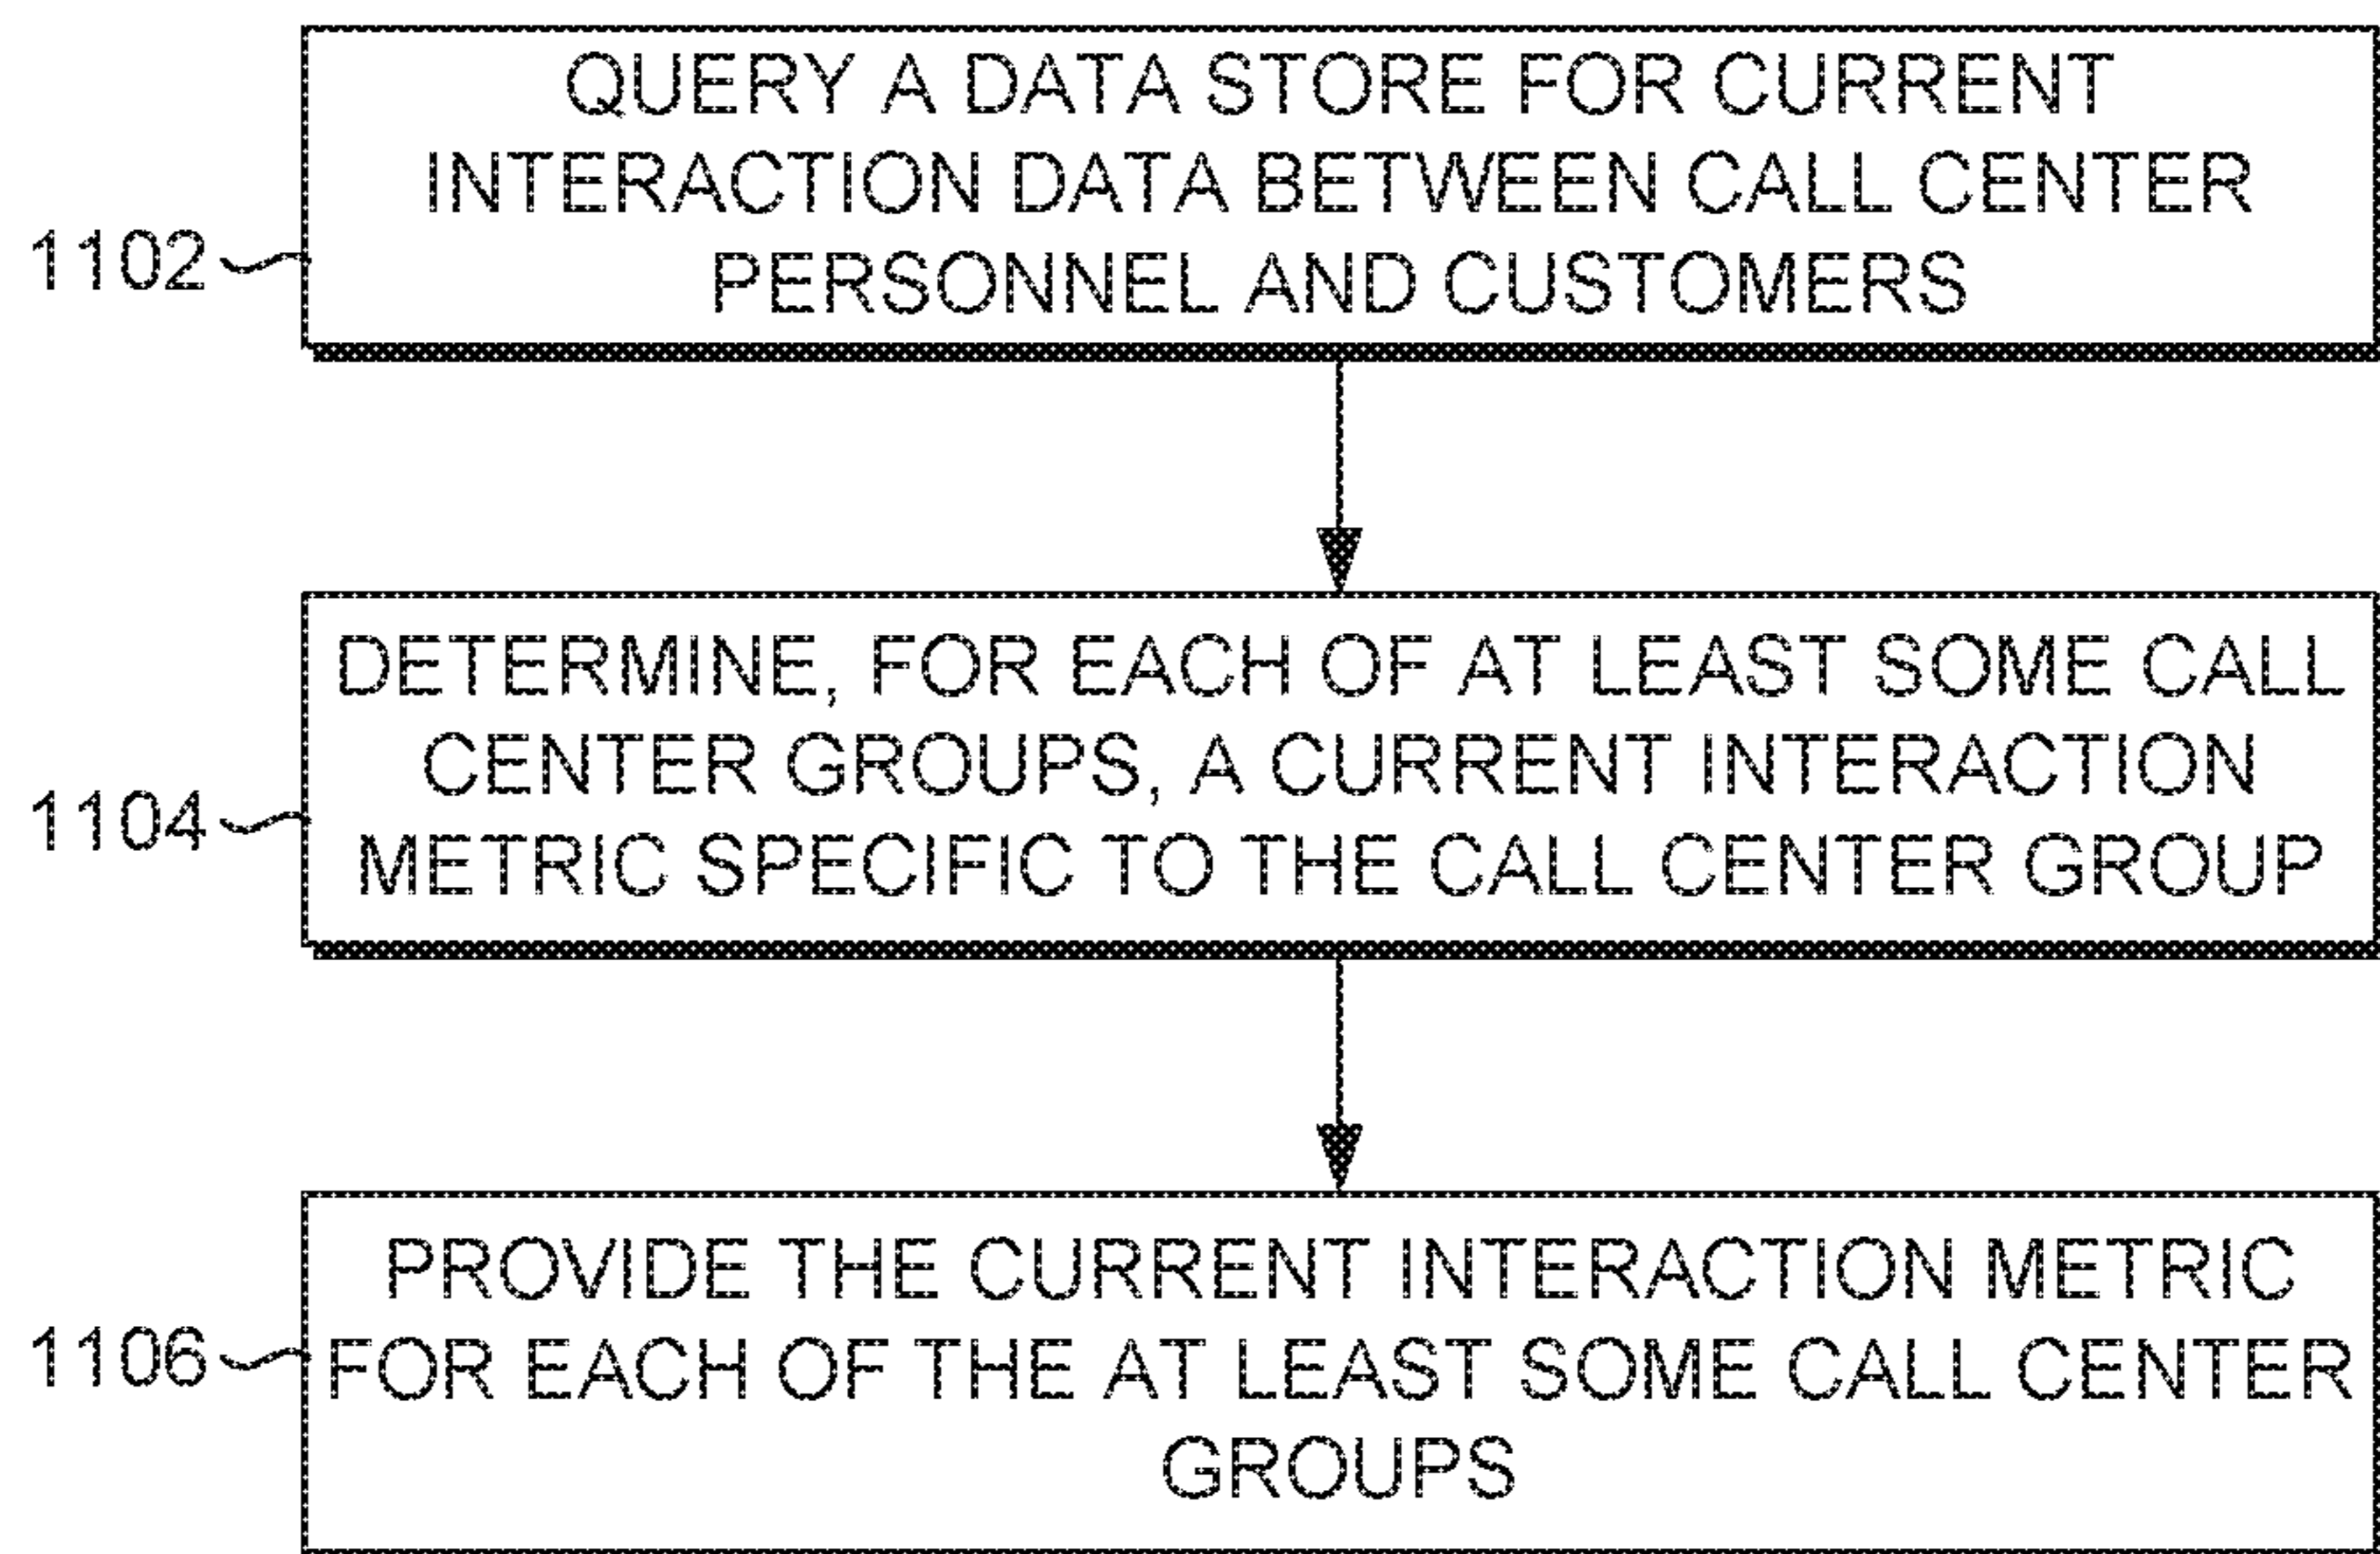 QUERY A DATA STORE FOR CURRENT
INTERACTION DATA BETWEEN CALL CENTER
PERSONNEL AND CUSTOMERS
1102
DETERMINE, FOR EACH OF AT LEAST SOME CALL
CENTER GROUPS, A CURRENT INTERACTION
METRIC SPECIFIC TO THE CALL CENTER GROUP
1104
PROVIDE THE CURRENT INTERACTION METRIC
FOR EACH OF THE AT LEAST SOME CALL CENTER
GROUPS
1106